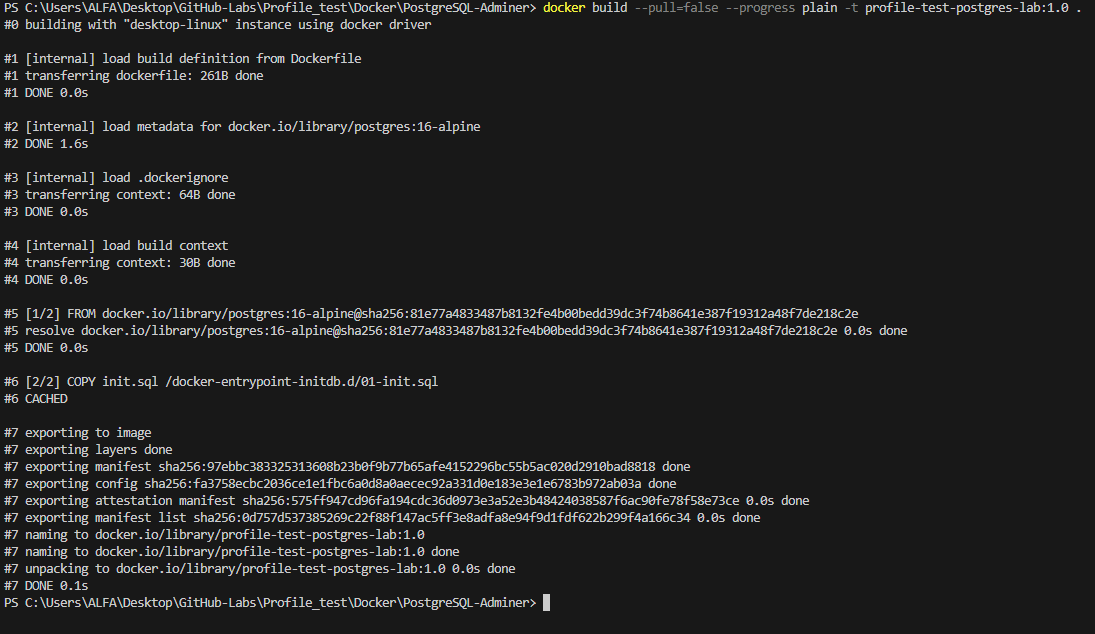 PS C:\Users\ALFA\Desktop\GitHub-Labs\Profile_test\Docker\PostgreSQL-Adminer> docker build --pull=false --progress plain -t profile-test-postgres-lab:1.0 .
#0 building with "desktop-linux" instance using docker driver
#1 [internal] load build definition from Dockerfile
#1 transferring dockerfile: 261B done
#1 DONE 0.0s
#2 [internal] load metadata for docker.io/library/postgres:16-alpine
#2 DONE 1.6s
#3 [internal] load .dockerignore
#3 transferring context: 64B done
#3 DONE 0.0s
#4 [internal] load build context
#4 transferring context: 30B done
#4 DONE 0.0s
#5 [1/2] FROM docker.io/library/postgres:16-alpine@sha256:81e77a4833487b8132fe4b00bedd39dc3f74b8641e387f19312a48f7de218c2e
#5 resolve docker.io/library/postgres:16-alpine@sha256:81e77a4833487b8132fe4b00bedd39dc3f74b8641e387f19312a48f7de218c2e 0.0s done
#5 DONE 0.0s
#6 [2/2] COPY init.sql /docker-entrypoint-initdb.d/01-init.sql
#6 CACHED
#7 exporting to image
#7 exporting layers done
#7 exporting manifest sha256:97ebbc383325313608b23b0f9b77b65afe4152296bc55b5ac020d2910bad8818 done
#7 exporting config sha256:fa3758ecbc2036ce1e1fbc6a0d8a0aecec92a331d0e183e3e1e6783b972ab03a done
#7 exporting attestation manifest sha256:575ff947cd96fa194cdc36d0973e3a52e3b48424038587f6ac90fe78f58e73ce 0.0s done
#7 exporting manifest list sha256:0d757d537385269c22f88f147ac5ff3e8adfa8e94f9d1fdf622b299f4a166c34 0.0s done
#7 naming to docker.io/library/profile-test-postgres-lab:1.0
#7 naming to docker.io/library/profile-test-postgres-lab:1.0 done
#7 unpacking to docker.io/library/profile-test-postgres-lab:1.0 0.0s done
#7 DONE 0.1s
PS C:\Users\ALFA\Desktop\GitHub-Labs\Profile_test\Docker\PostgreSQL-Adminer>